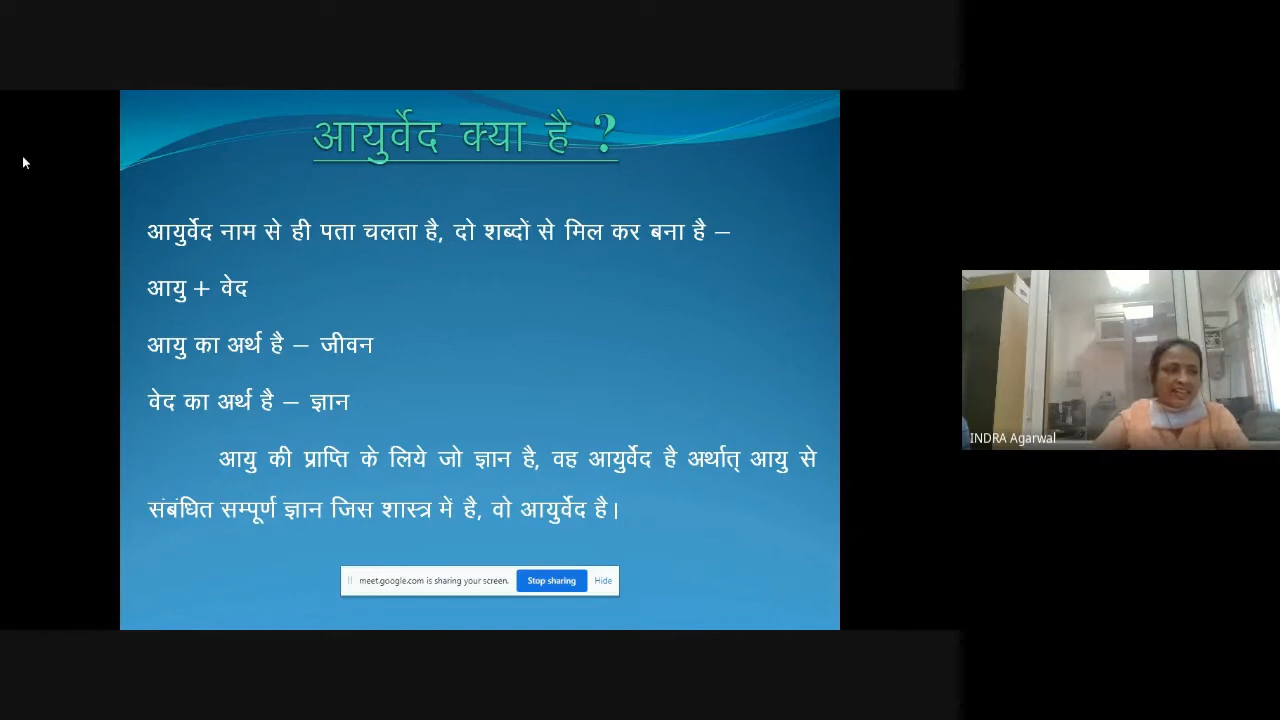 आयुर्वेद क्या है ?
आयुर्वेद नाम से ही पता चलता है, दो शब्दों से मिल कर बना है –
आयु + वेद
आयु का अर्थ है – जीवन
वेद का अर्थ है – ज्ञान
आयु की प्राप्ति के लिये जो ज्ञान है, वह आयुर्वेद है अर्थात् आयु से
संबंधित सम्पूर्ण ज्ञान जिस शास्त्र में है, वो आयुर्वेद है।
meet.google.com is sharing your screen. Stop sharing Hide
INDRA Agarwal